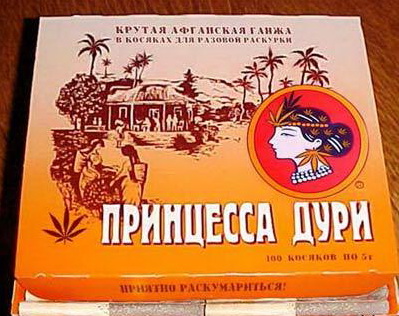 КРУТАЯ АФГАНСКАЯ ГАНЖА
В КОСЯКАХ ДЛЯ РАЗОВОЙ РАСКУРКИ
ПРИНЦЕССА ДУРИ
100 КОСЯКОВ ПО 5г
ПРИЯТНО РАСКУМАРИТЬСЯ!